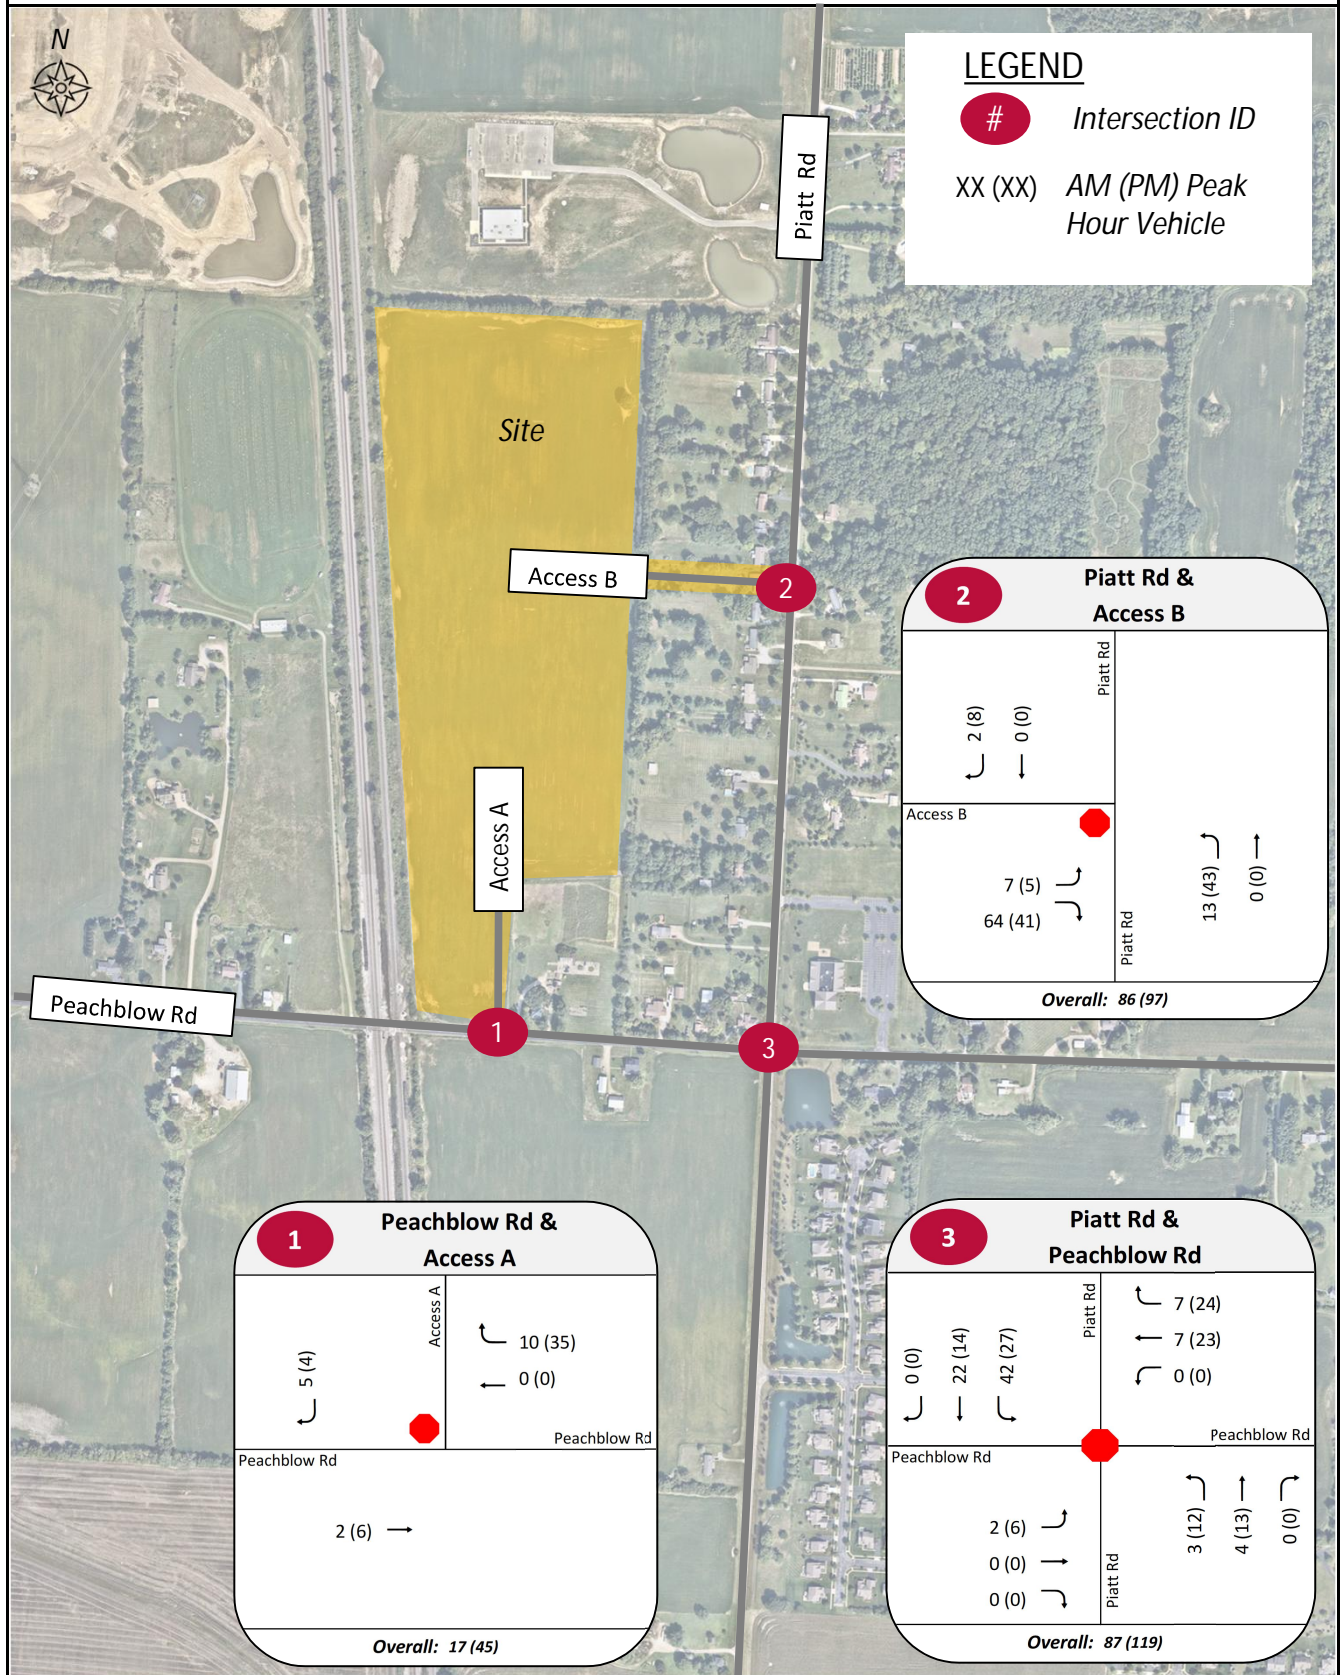 N
LEGEND
# Intersection ID
XX (XX) AM (PM) Peak
Hour Vehicle
Piatt Rd
Site
Access B
2
Access A
Peachblow Rd
1
3
2
Piatt Rd &
Access B
Piatt Rd
2 (8)
0 (0)
Access B
7 (5)
64 (41)
Piatt Rd
13 (43)
0 (0)
Overall: 86 (97)
1
Peachblow Rd &
Access A
Access A
5 (4)
10 (35)
0 (0)
Peachblow Rd
Peachblow Rd
2 (6)
Overall: 17 (45)
3
Piatt Rd &
Peachblow Rd
Piatt Rd
0 (0)
22 (14)
42 (27)
7 (24)
7 (23)
0 (0)
Peachblow Rd
Peachblow Rd
2 (6)
0 (0)
0 (0)
Piatt Rd
3 (12)
4 (13)
0 (0)
Overall: 87 (119)